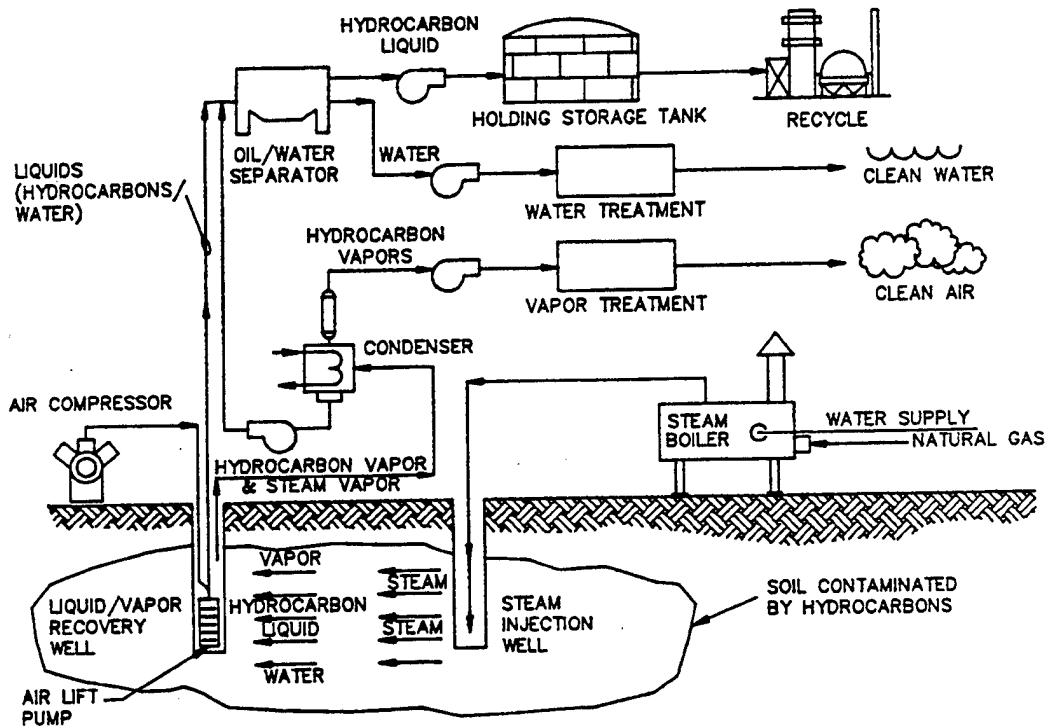 HYDROCARBON
LIQUID
HOLDING STORAGE TANK
RECYCLE
OIL/WATER
SEPARATOR
WATER
LIQUIDS
(HYDROCARBONS/
WATER)
CLEAN WATER
WATER TREATMENT
HYDROCARBON
VAPORS
VAPOR TREATMENT
CLEAN AIR
CONDENSER
AIR COMPRESSOR
STEAM
BOILER
WATER SUPPLY
NATURAL GAS
HYDROCARBON VAPOR
& STEAM VAPOR
VAPOR
STEAM
SOIL CONTAMINATED
BY HYDROCARBONS
LIQUID/VAPOR
RECOVERY
WELL
HYDROCARBON
LIQUID
STEAM
STEAM
INJECTION
WELL
WATER
AIR LIFT
PUMP